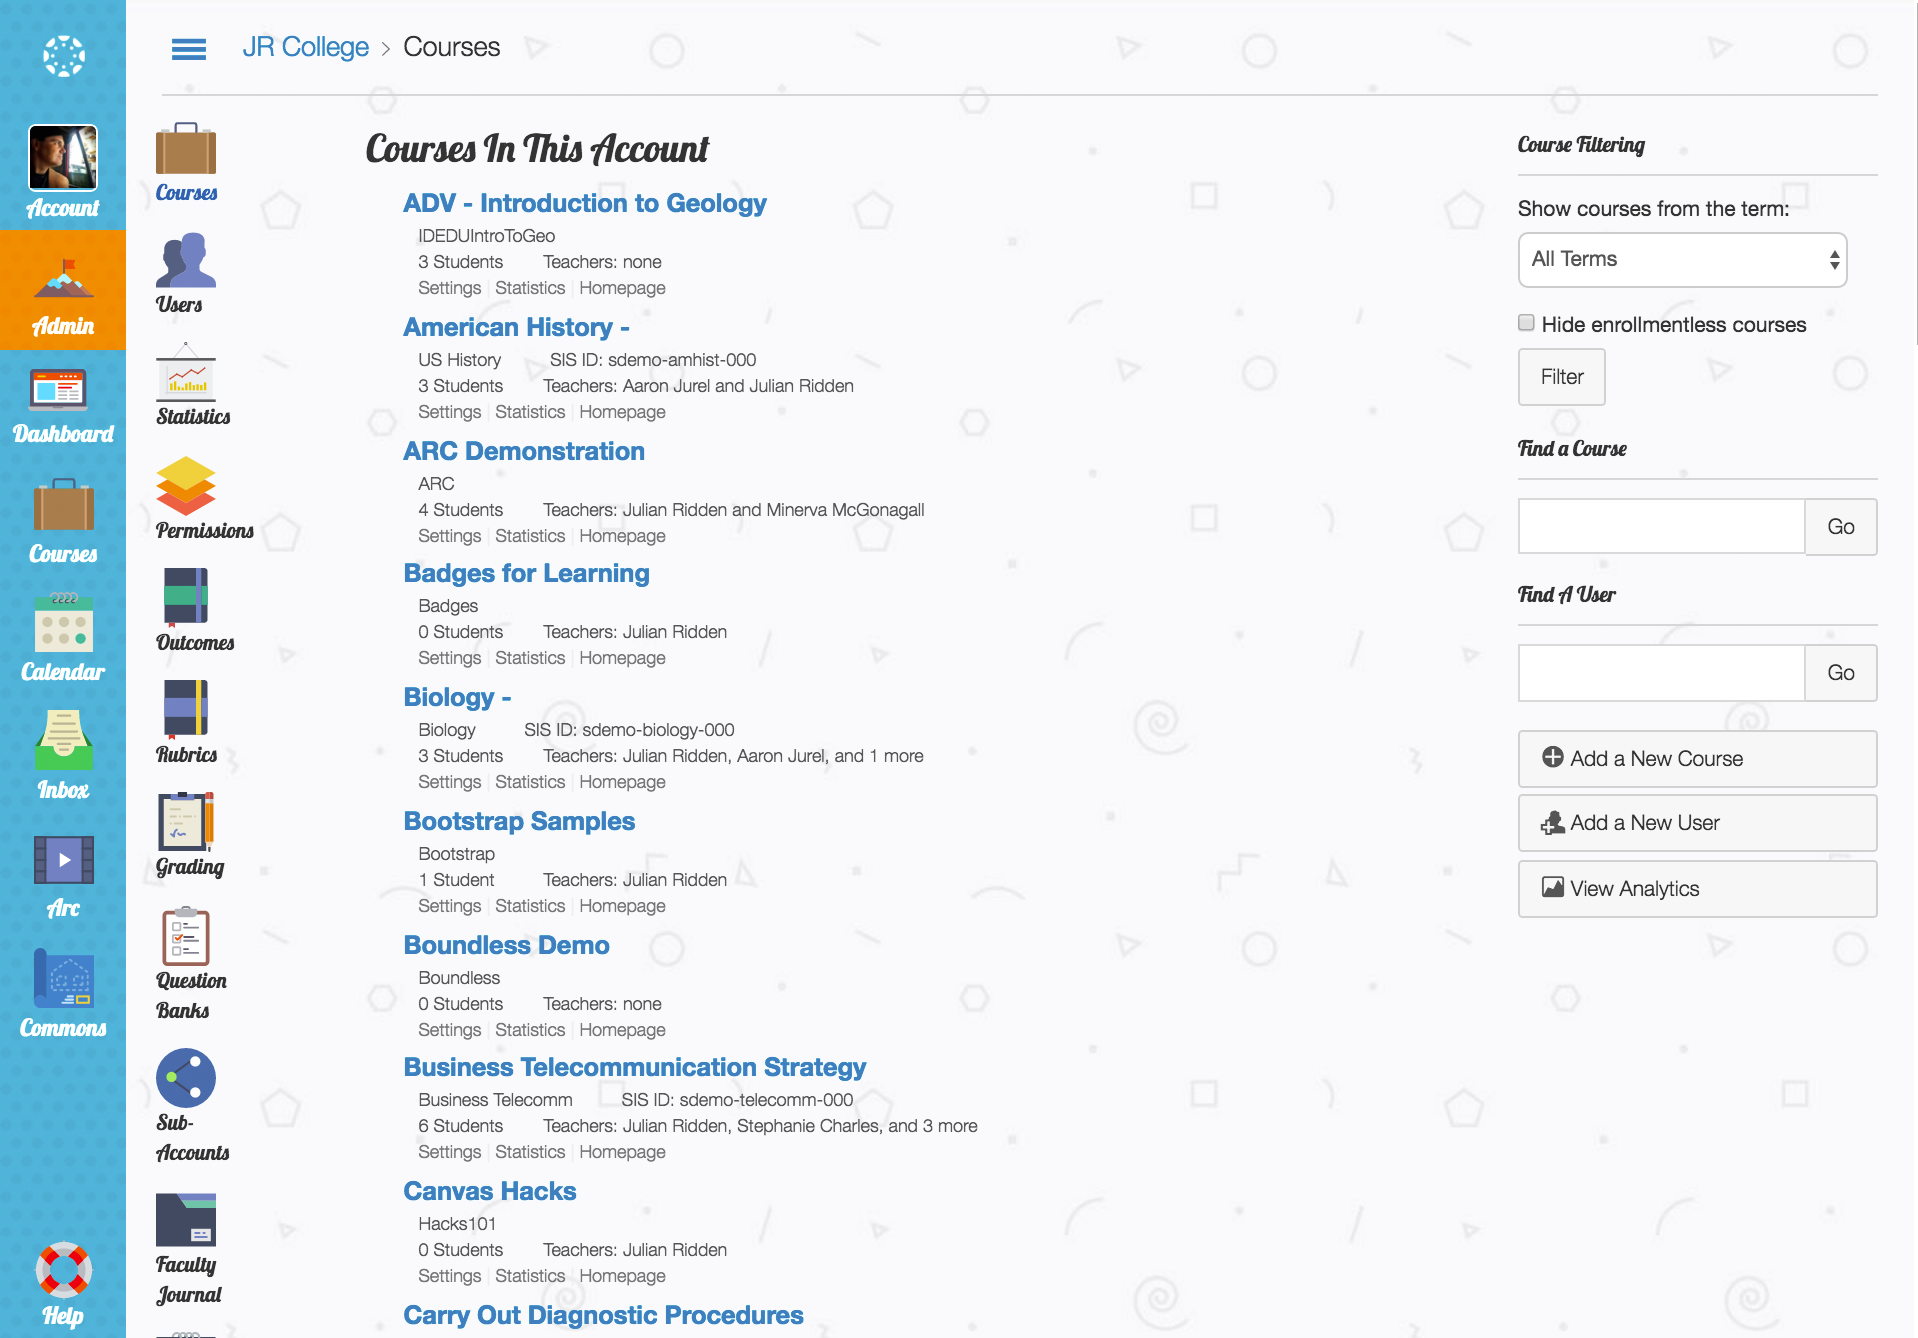 JR College > Courses
Account
Admin
Dashboard
Courses
Calendar
Inbox
Arc
Commons
Help
Courses
Users
Statistics
Permissions
Outcomes
Rubrics
Grading
Question
Banks
Sub-
Accounts
Faculty
Journal
Courses In This Account
ADV - Introduction to Geology
IDEDUIntroToGeo
3 Students Teachers: none
Settings Statistics Homepage
American History -
US History SIS ID: sdemo-amhist-000
3 Students Teachers: Aaron Jurel and Julian Ridden
Settings Statistics Homepage
ARC Demonstration
ARC
4 Students Teachers: Julian Ridden and Minerva McGonagall
Settings Statistics Homepage
Badges for Learning
Badges
0 Students Teachers: Julian Ridden
Settings Statistics Homepage
Biology -
Biology SIS ID: sdemo-biology-000
3 Students Teachers: Julian Ridden, Aaron Jurel, and 1 more
Settings Statistics Homepage
Bootstrap Samples
Bootstrap
1 Student Teachers: Julian Ridden
Settings Statistics Homepage
Boundless Demo
Boundless
0 Students Teachers: none
Settings Statistics Homepage
Business Telecommunication Strategy
Business Telecomm SIS ID: sdemo-telecomm-000
6 Students Teachers: Julian Ridden, Stephanie Charles, and 3 more
Settings Statistics Homepage
Canvas Hacks
Hacks101
0 Students Teachers: Julian Ridden
Settings Statistics Homepage
Carry Out Diagnostic Procedures
Course Filtering
Show courses from the term:
All Terms
Hide enrollmentless courses
Filter
Find a Course
Go
Find A User
Go
Add a New Course
Add a New User
View Analytics